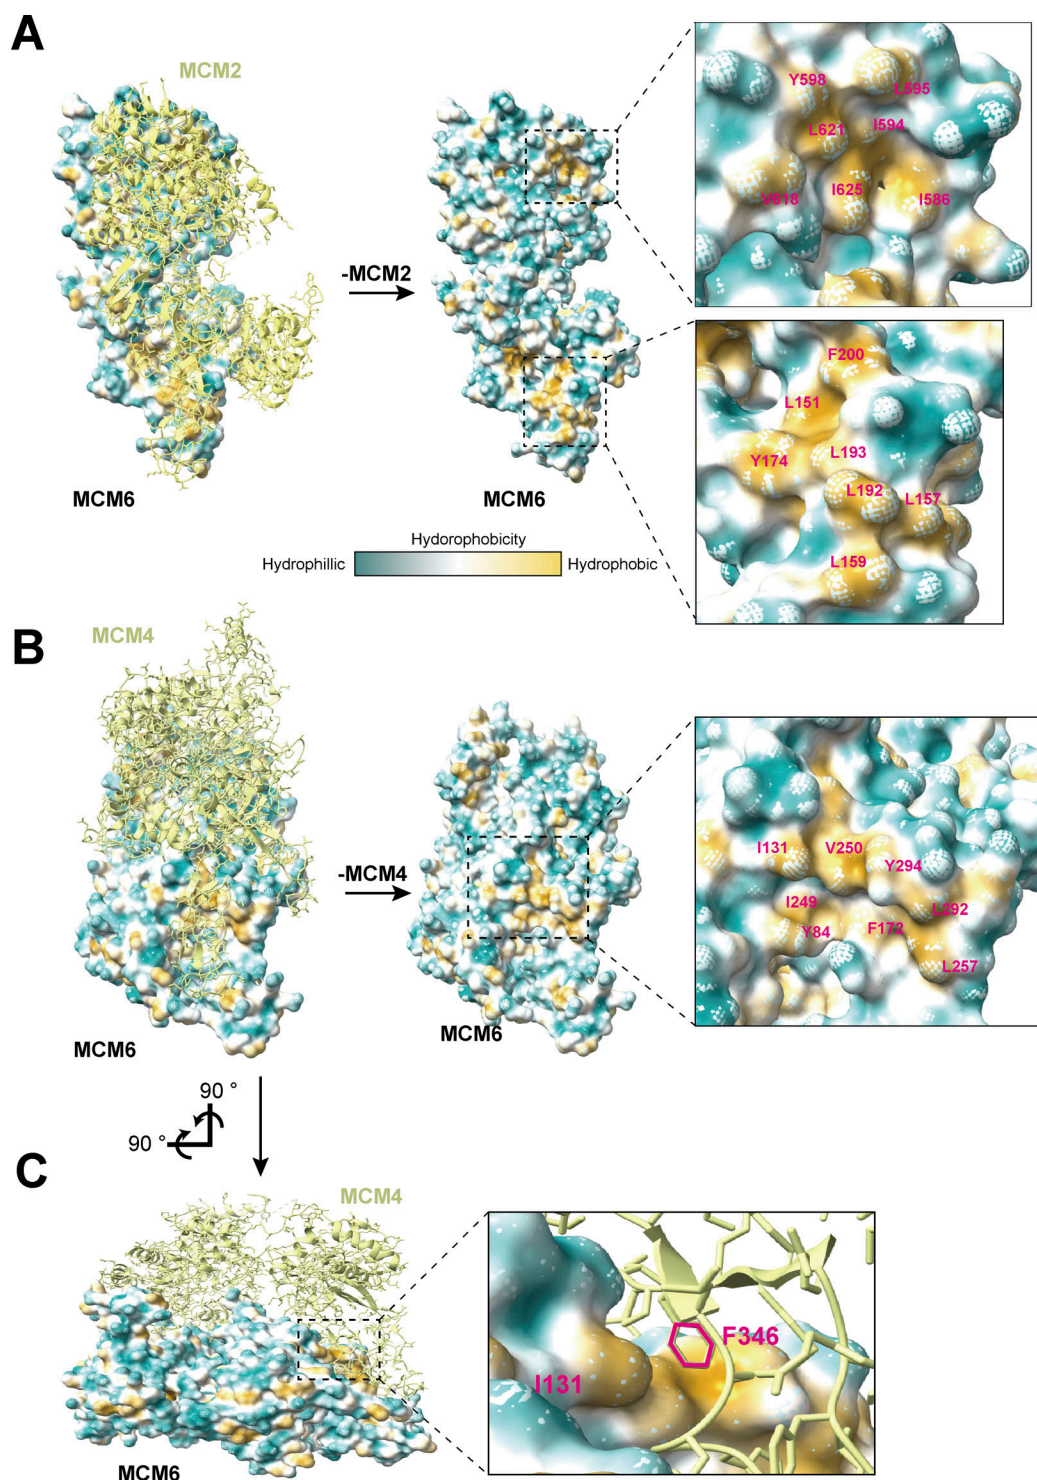 A
MCM2
-MCM2
MCM6
MCM6
Y598
L595
L621
I594
V618
I625
I586
F200
L151
Y174
L193
L192
L157
L159
Hydorophobicity
Hydrophillic
Hydrophobic
B
MCM4
-MCM4
MCM6
MCM6
I131
V250
Y294
I249
L292
Y84
F172
L257
90 °
90 °
C
MCM4
MCM6
F346
I131